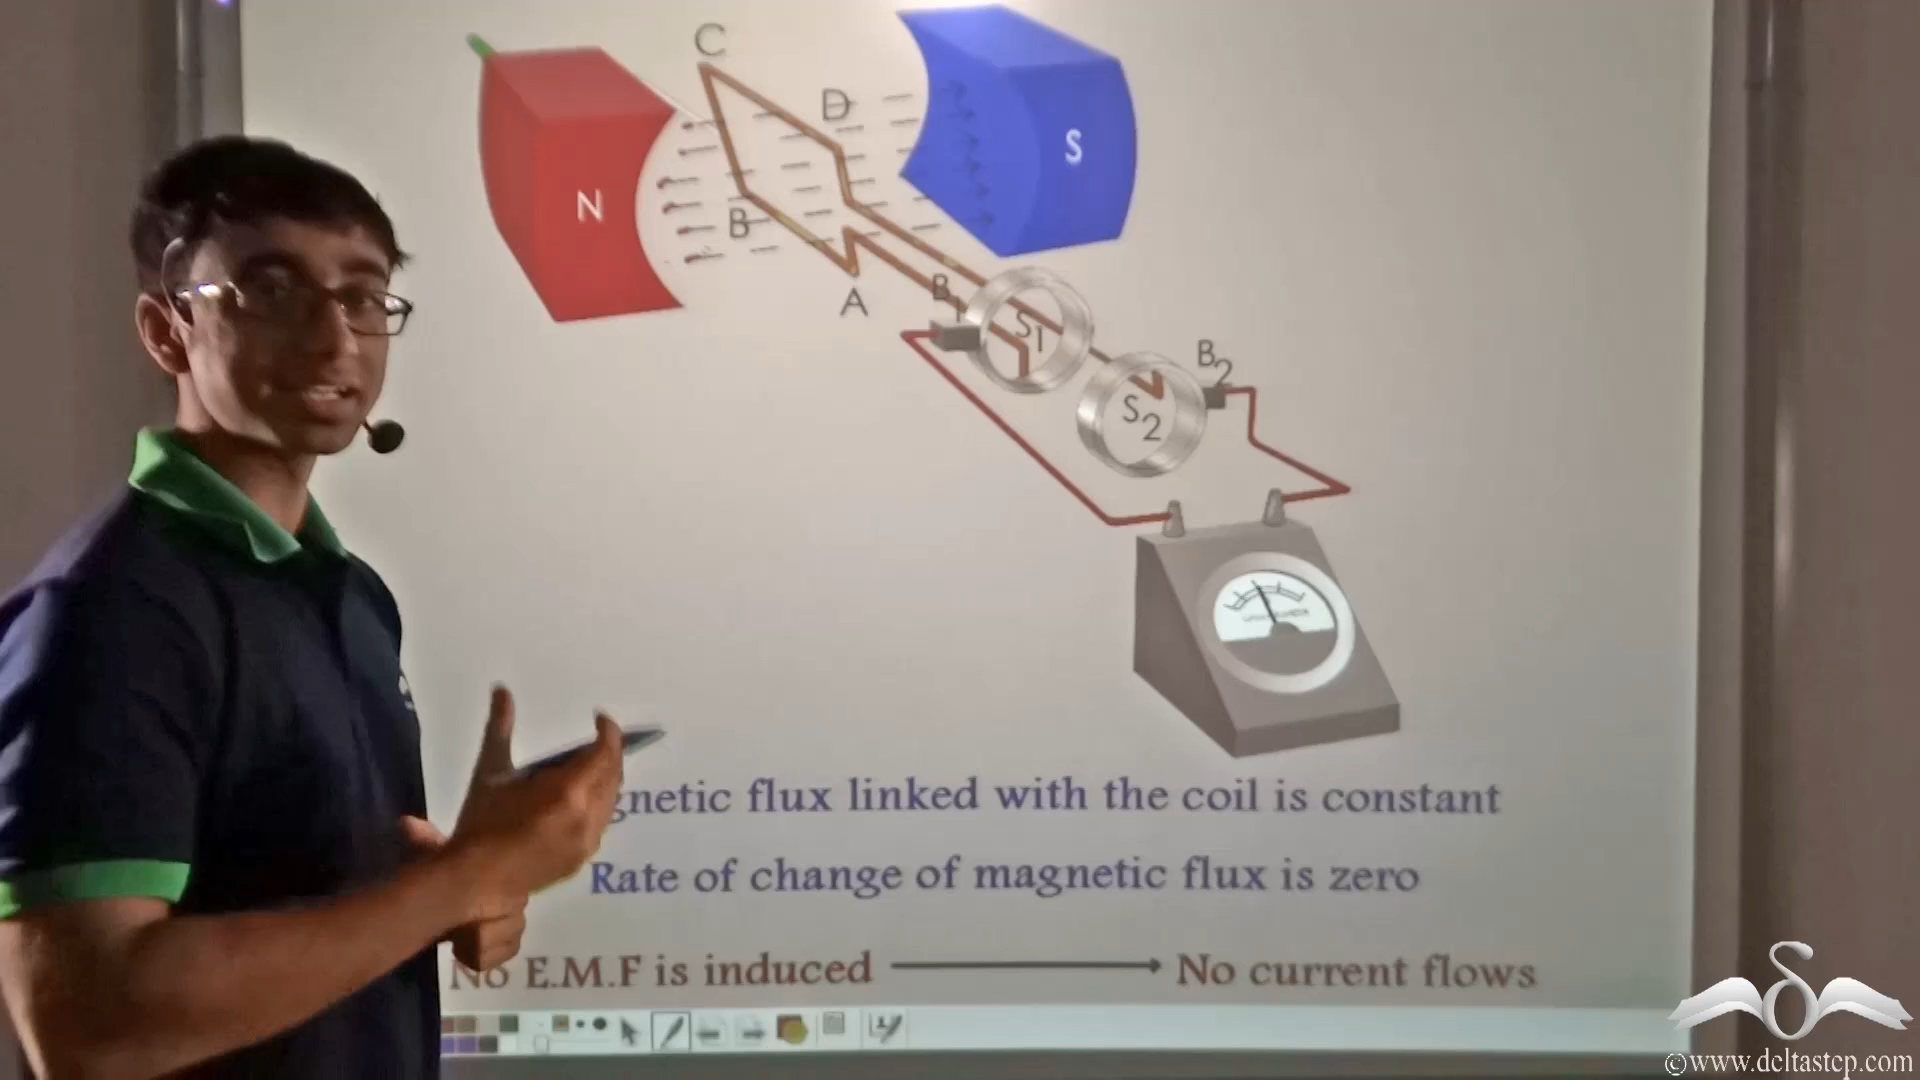 C
D
N
S
B
A
B1
S1
B2
S2
gnetic flux linked with the coil is constant
Rate of change of magnetic flux is zero
No E.M.F is induced
No current flows
©www.deltastep.com